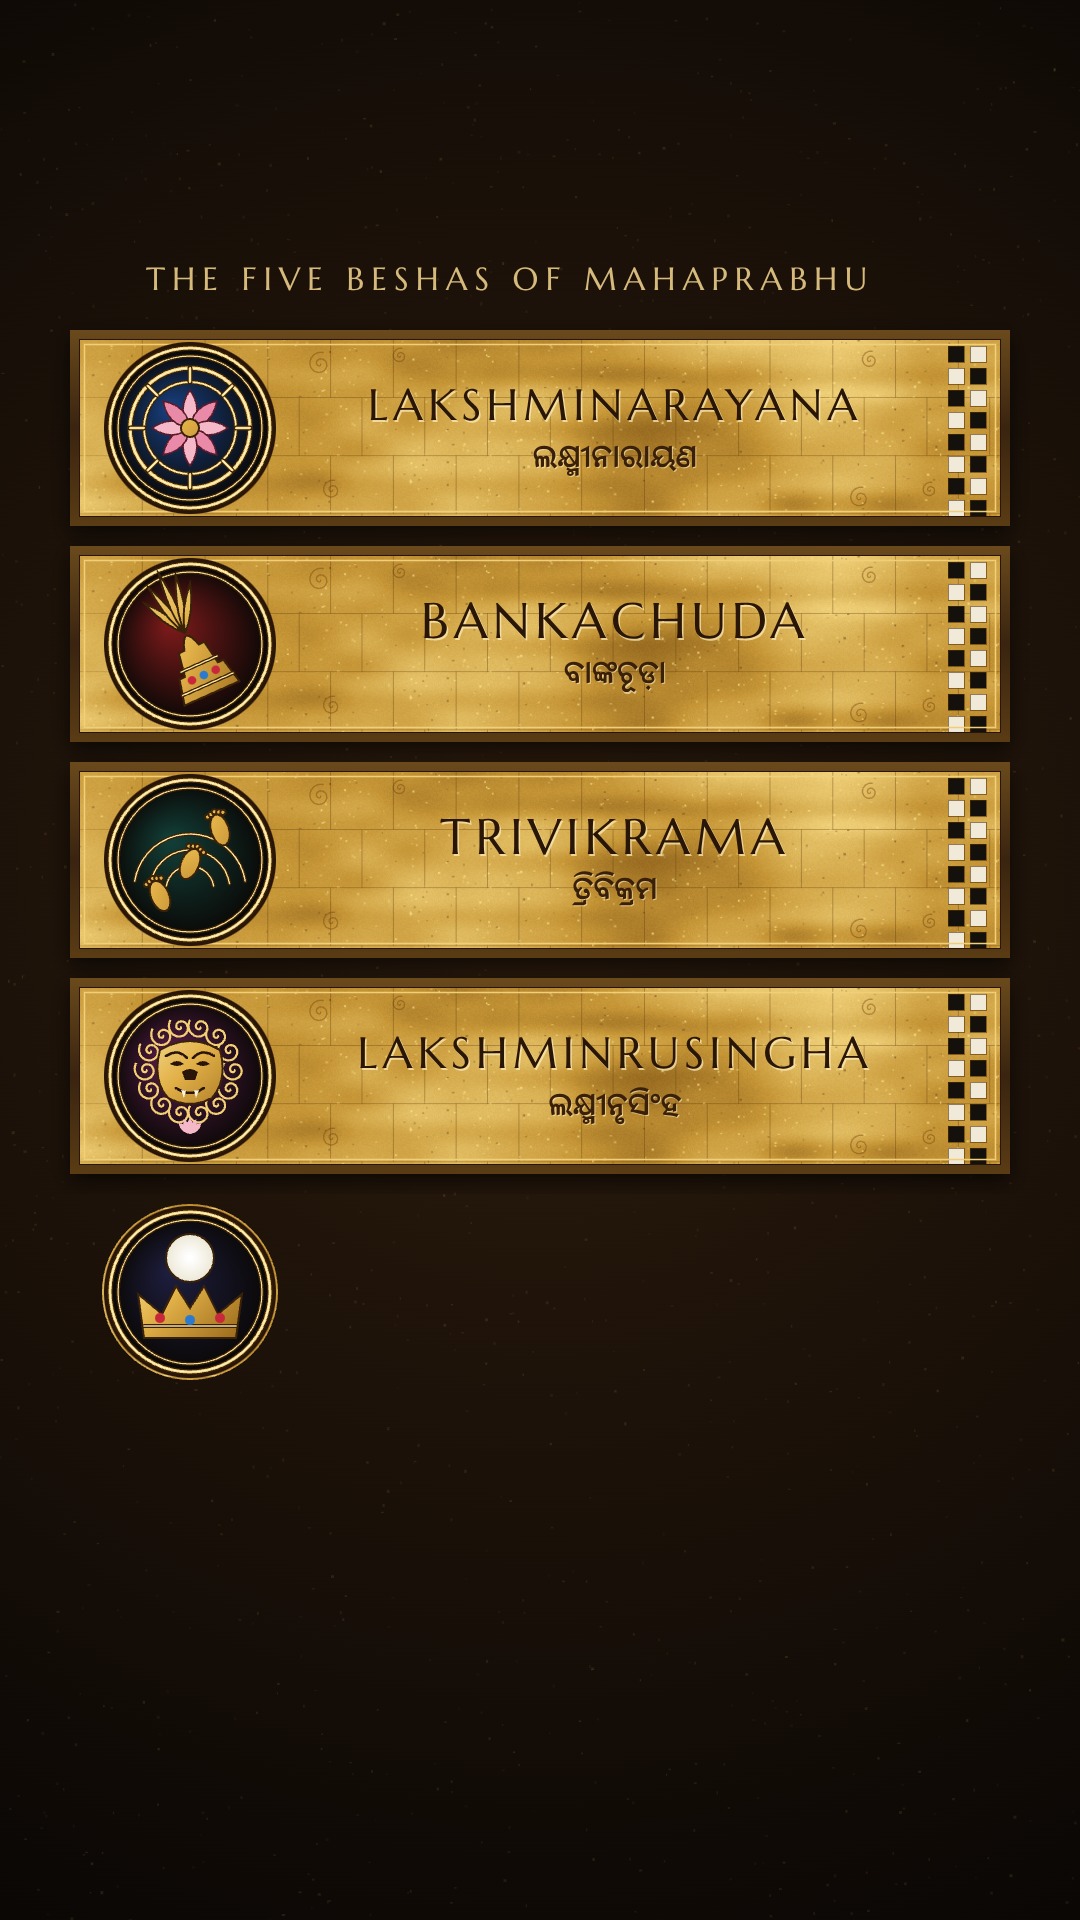 THE FIVE BESHAS OF MAHAPRABHU
LAKSHMINARAYANA
ଲକ୍ଷ୍ମୀନାରାୟଣ
BANKACHUDA
ବାଙ୍କଚୂଡ଼ା
TRIVIKRAMA
ତ୍ରିବିକ୍ରମ
LAKSHMINRUSINGHA
ଲକ୍ଷ୍ମୀନୃସିଂହ